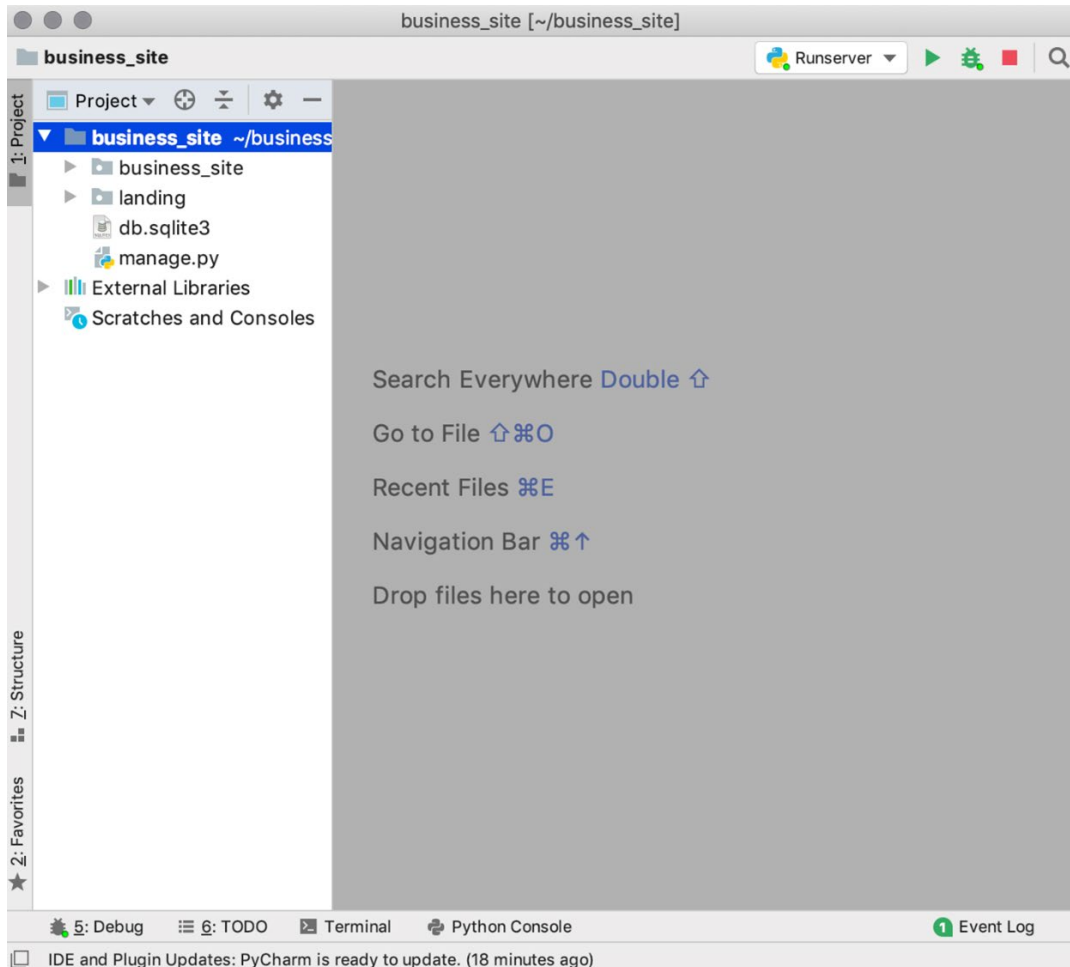 business_site [~/business_site]
business_site
Runserver
1: Project
Project
business_site ~/business
business_site
landing
db.sqlite3
manage.py
External Libraries
Scratches and Consoles
Search Everywhere Double ⇧
Go to File ⇧⌘O
Recent Files ⌘E
Navigation Bar ⌘↑
Drop files here to open
7: Structure
2: Favorites
5: Debug 6: TODO Terminal Python Console 1 Event Log
IDE and Plugin Updates: PyCharm is ready to update. (18 minutes ago)